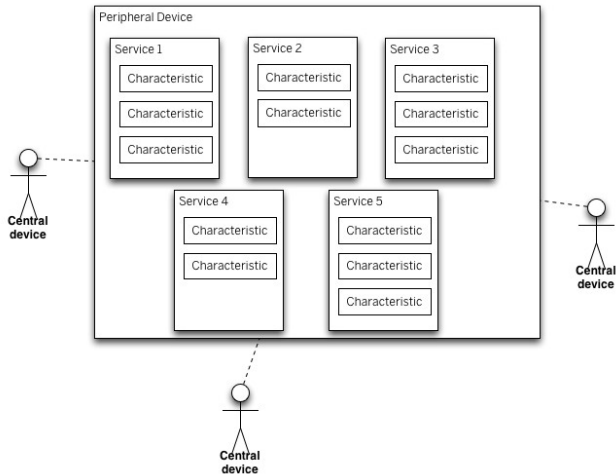 Peripheral Device
Service 1
Characteristic
Characteristic
Characteristic
Service 2
Characteristic
Characteristic
Service 3
Characteristic
Characteristic
Characteristic
Service 4
Characteristic
Characteristic
Service 5
Characteristic
Characteristic
Characteristic
Central
device
Central
device
Central
device